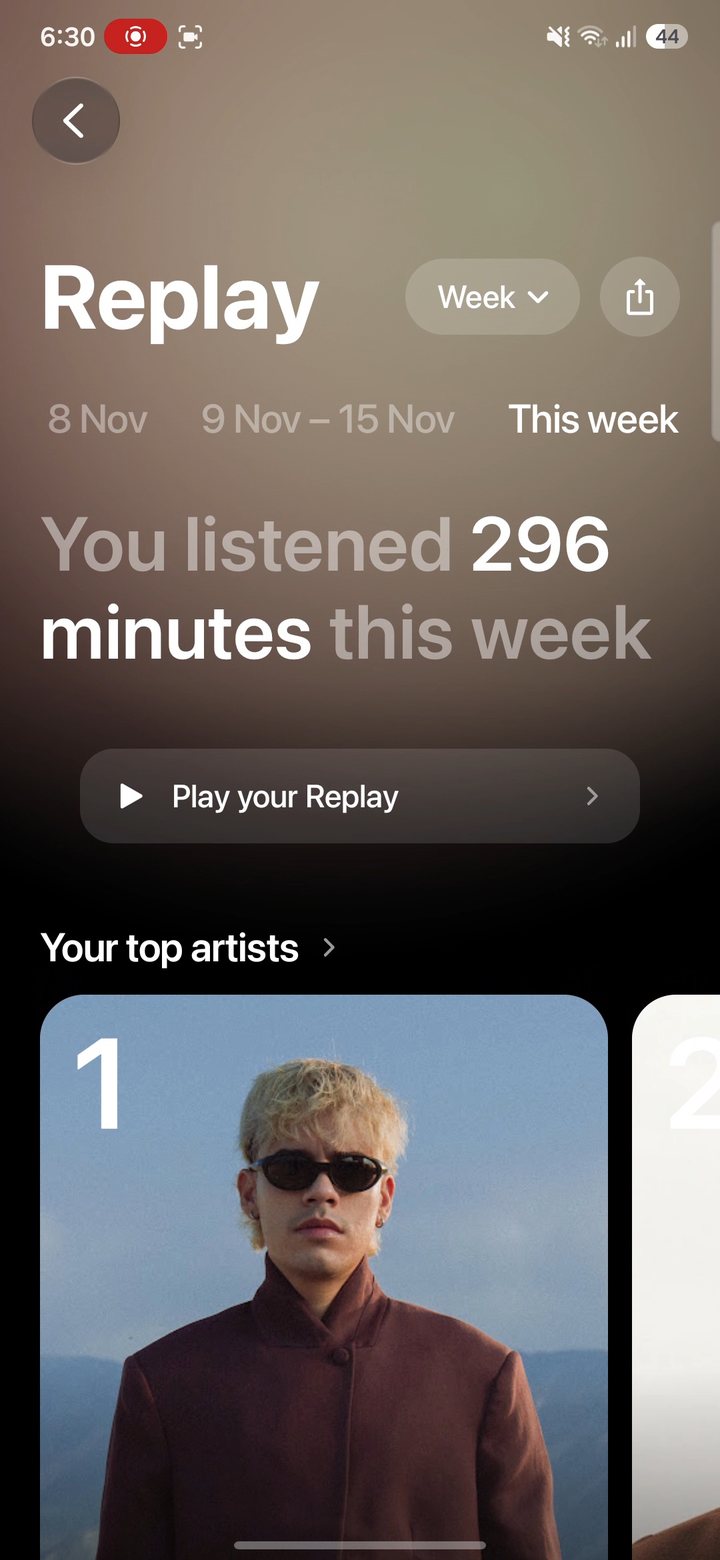 6:30
44
Replay
Week
8 Nov
9 Nov – 15 Nov
This week
You listened 296
minutes this week
Play your Replay
Your top artists
1
2